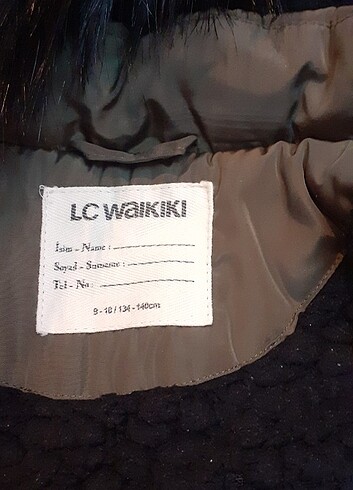 LC WAIKIKI
İsim - Name :
Soyad - Surname :
Tel - No :
9 - 10 / 134 - 140cm